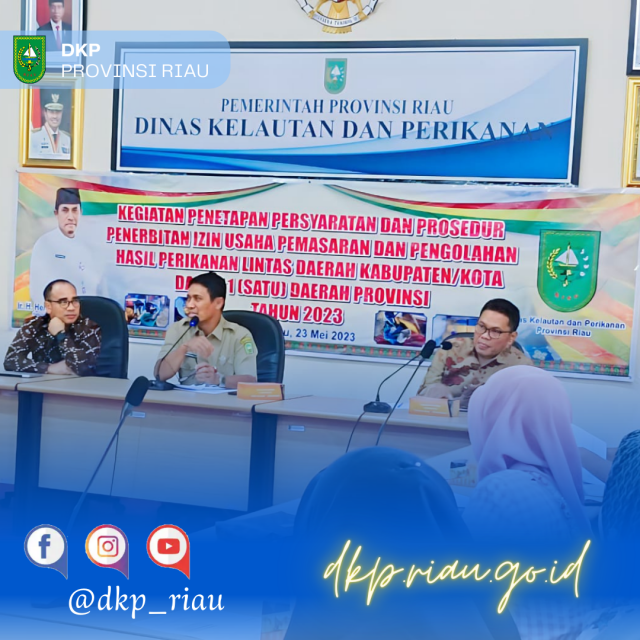 DKP
PROVINSI RIAU
PEMERINTAH PROVINSI RIAU
DINAS KELAUTAN DAN PERIKANAN
KEGIATAN PENETAPAN PERSYARATAN DAN PROSEDUR
PENERBITAN IZIN USAHA PEMASARAN DAN PENGOLAHAN
HASIL PERIKANAN LINTAS DAERAH KABUPATEN/KOTA
1 (SATU) DAERAH PROVINSI
TAHUN 2023
23 Mei 2023
Ir. H.
Kelautan dan Perikanan
Provinsi Riau
@dkp_riau
dkp.riau.go.id